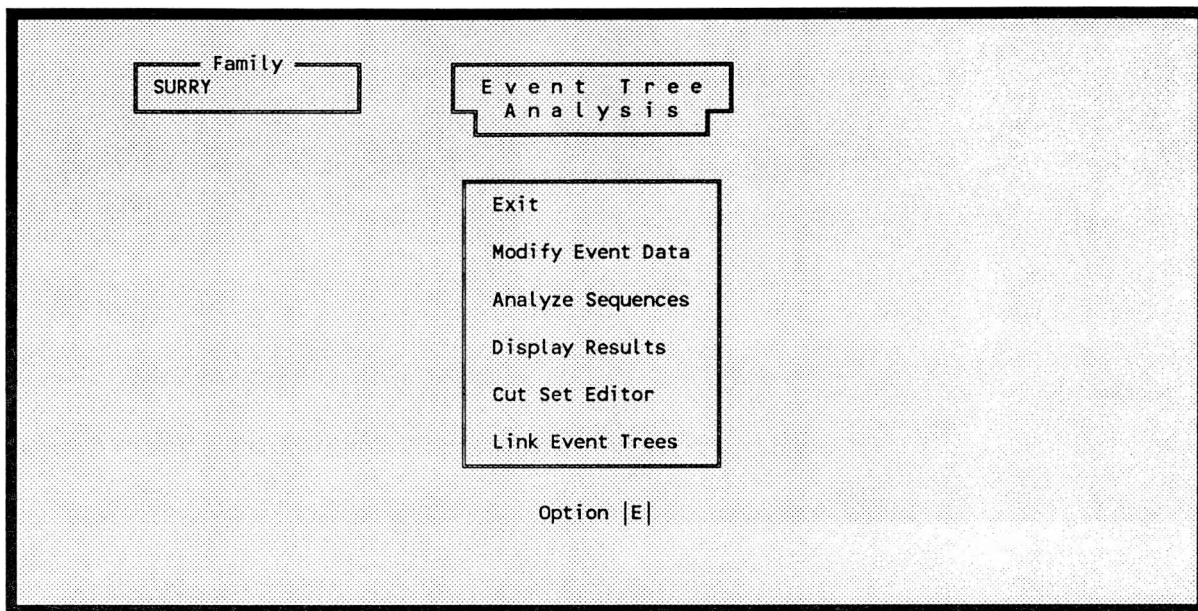 Family
SURRY
Event Tree
Analysis
Exit
Modify Event Data
Analyze Sequences
Display Results
Cut Set Editor
Link Event Trees
Option |E|